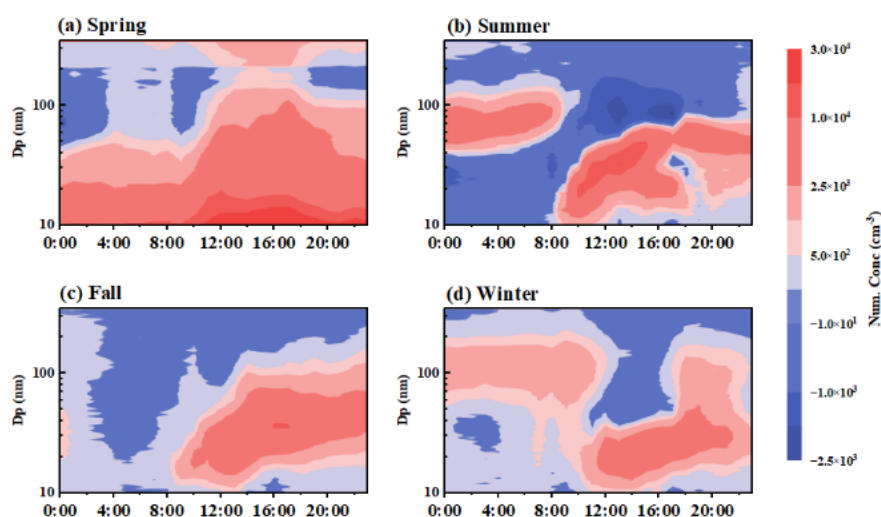 (a) Spring
(b) Summer
Dp (nm)
100
10
0:00 4:00 8:00 12:00 16:00 20:00
Dp (nm)
100
10
0:00 4:00 8:00 12:00 16:00 20:00
(c) Fall
(d) Winter
Dp (nm)
100
10
0:00 4:00 8:00 12:00 16:00 20:00
Dp (nm)
100
10
0:00 4:00 8:00 12:00 16:00 20:00
3.0×10⁴
1.0×10⁴
2.5×10³
5.0×10²
−1.0×10¹
−1.0×10³
−2.5×10³
Num. Conc (cm⁻³)